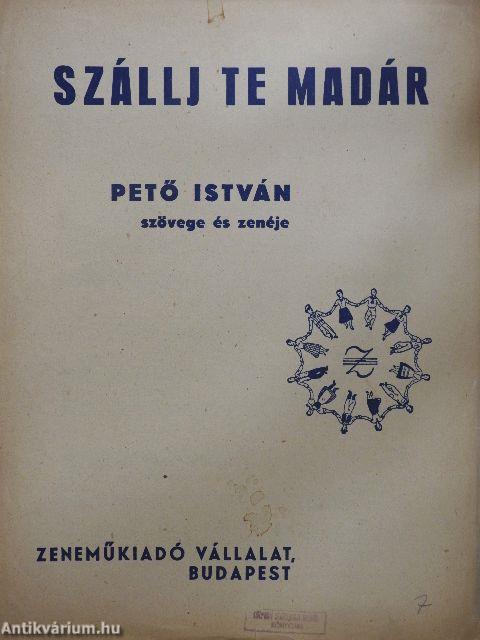 SZÁLLJ TE MADÁR
PETŐ ISTVÁN
szövege és zenéje
Z
ZENEMŰKIADÓ VÁLLALAT,
BUDAPEST
7
Antikvárium.hu